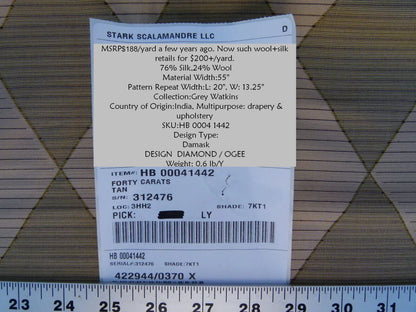 STARK SCALAMANDRE LLC D
MSRP$188/yard a few years ago. Now such wool+silk
retails for $200+/yard.
76% Silk,24% Wool
Material Width:55"
Pattern Repeat Width:L: 20", W: 13.25"
Collection:Grey Watkins
Country of Origin:India, Multipurpose: drapery &
upholstery
SKU:HB 0004 1442
Design Type:
Damask
DESIGN DIAMOND / OGEE
Weight: 0.6 lb/Y
ITEM#: HB 00041442
FORTY CARATS
TAN
S/N: 312476
LOC: 3HH2 SHADE: 7KT1
PICK: LY
HB 00041442
SERIAL#:312476 SHADE:7KT1
422944/0370 X
23 24 25 26 27 28 29 30 31